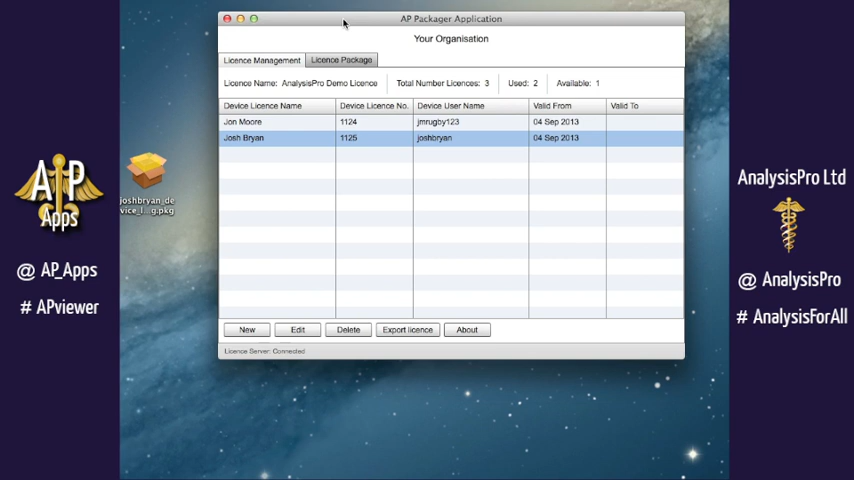 AP Packager Application
Your Organisation
Licence Management
Licence Package
Licence Name: AnalysisPro Demo Licence
Total Number Licences: 3
Used: 2
Available: 1
Device Licence Name
Device Licence No.
Device User Name
Valid From
Valid To
Jon Moore
1124
jmrugby123
04 Sep 2013
Josh Bryan
1125
joshbryan
04 Sep 2013
New
Edit
Delete
Export licence
About
Licence Server: Connected
joshbryan_de
vice_l...g.pkg
AP
Apps
@ AP_Apps
# APviewer
AnalysisPro Ltd
@ AnalysisPro
# AnalysisForAll